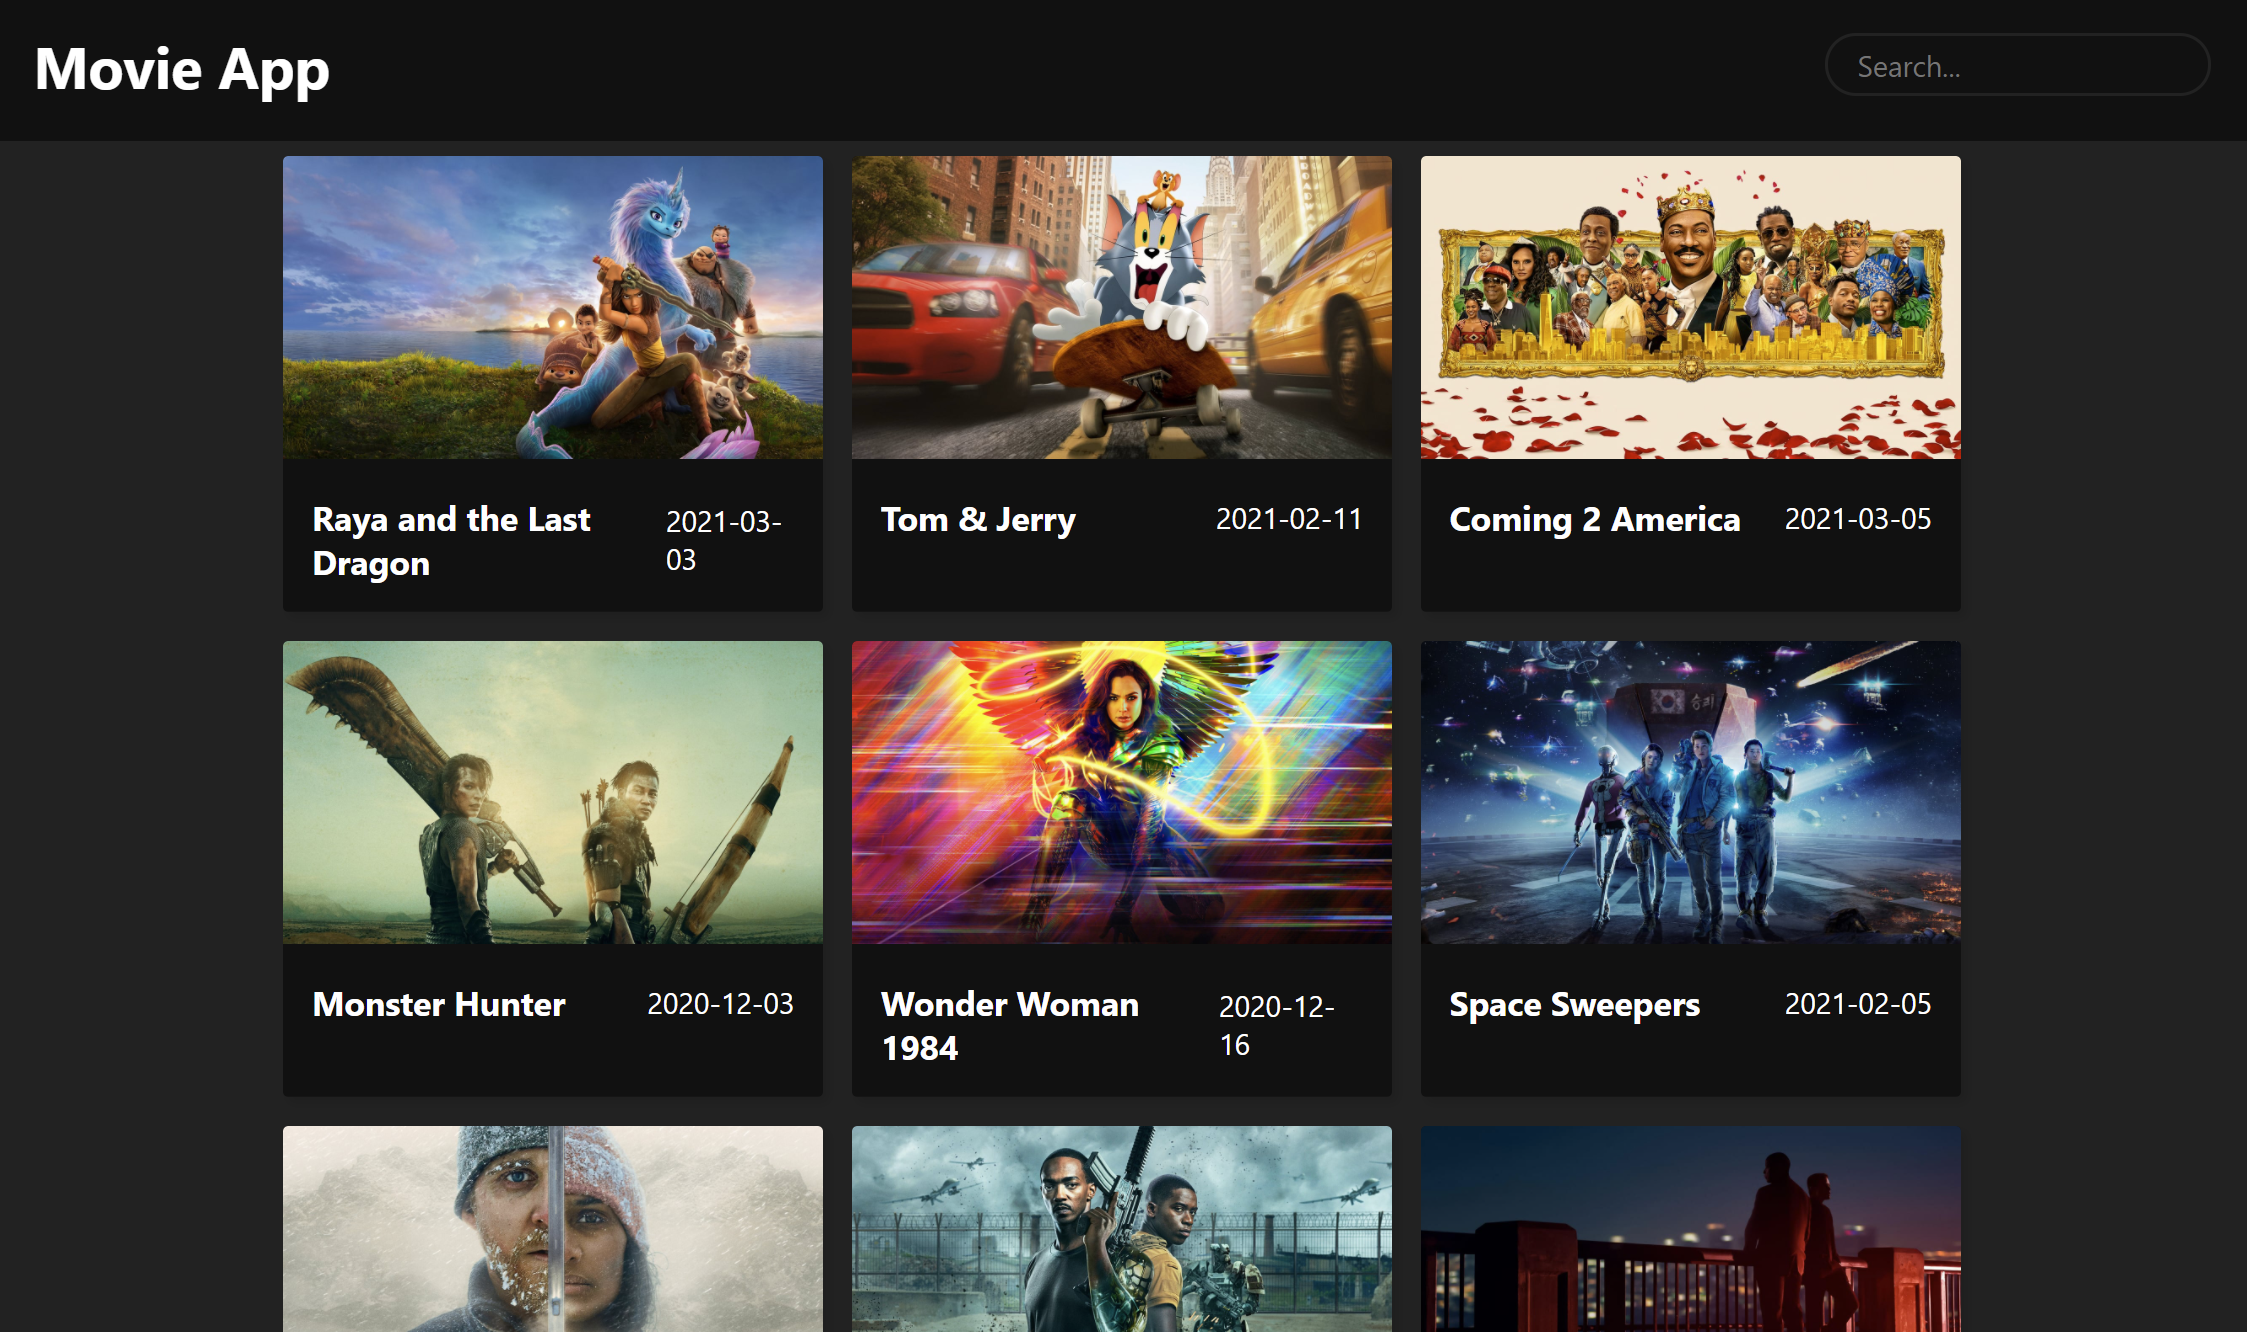 Movie App
Search...
Raya and the Last
Dragon
2021-03-
03
Tom & Jerry
2021-02-11
Coming 2 America
2021-03-05
승리
Monster Hunter
2020-12-03
Wonder Woman
1984
2020-12-
16
Space Sweepers
2021-02-05